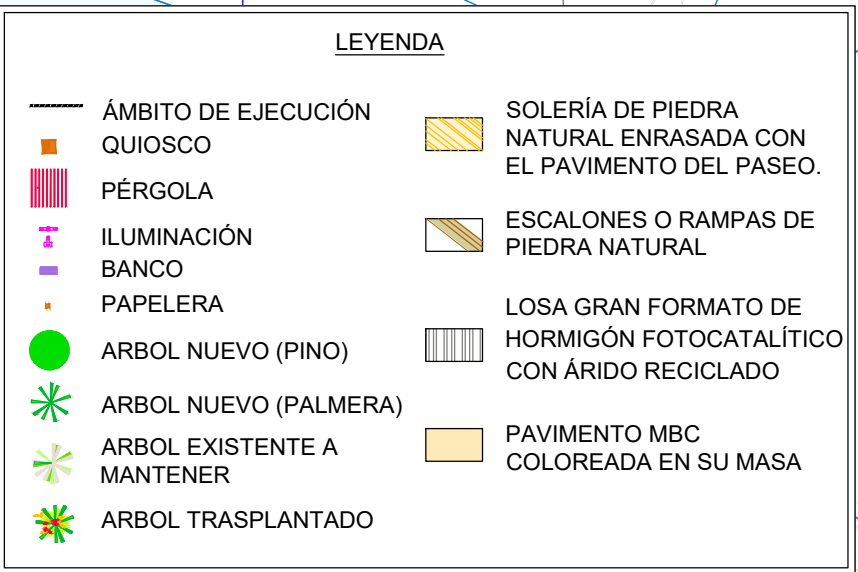 LEYENDA
ÁMBITO DE EJECUCIÓN
QUIOSCO
PÉRGOLA
ILUMINACIÓN
BANCO
PAPELERA
ARBOL NUEVO (PINO)
ARBOL NUEVO (PALMERA)
ARBOL EXISTENTE A
MANTENER
ARBOL TRASPLANTADO
SOLERÍA DE PIEDRA
NATURAL ENRASADA CON
EL PAVIMENTO DEL PASEO.
ESCALONES O RAMPAS DE
PIEDRA NATURAL
LOSA GRAN FORMATO DE
HORMIGÓN FOTOCATALÍTICO
CON ÁRIDO RECICLADO
PAVIMENTO MBC
COLOREADA EN SU MASA